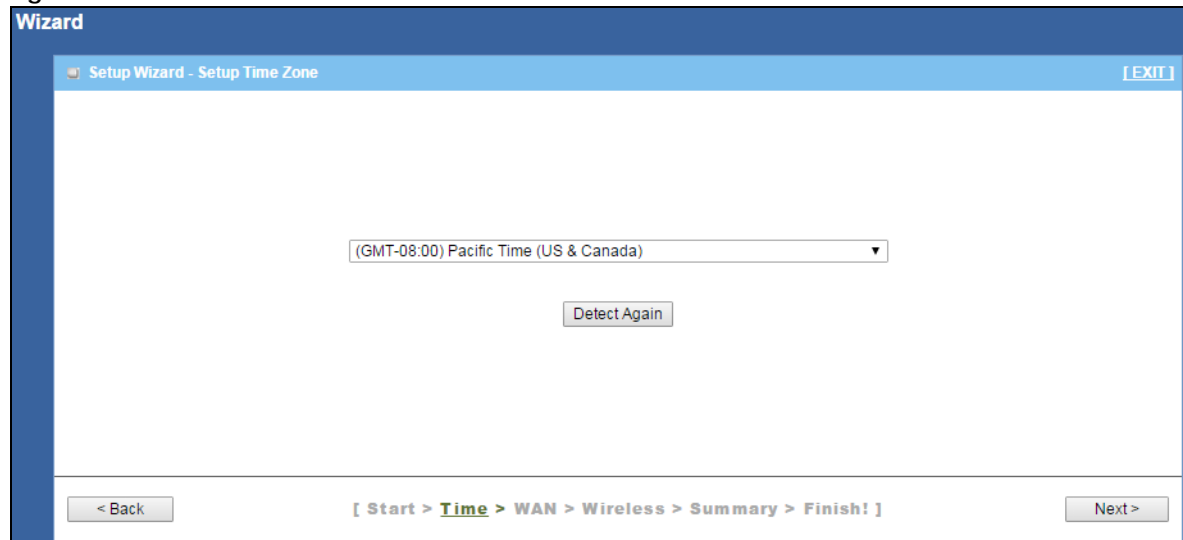 Wizard
Setup Wizard - Setup Time Zone [ EXIT ]
(GMT-08:00) Pacific Time (US & Canada) ▼
Detect Again
< Back [ Start > Time > WAN > Wireless > Summary > Finish! ] Next >